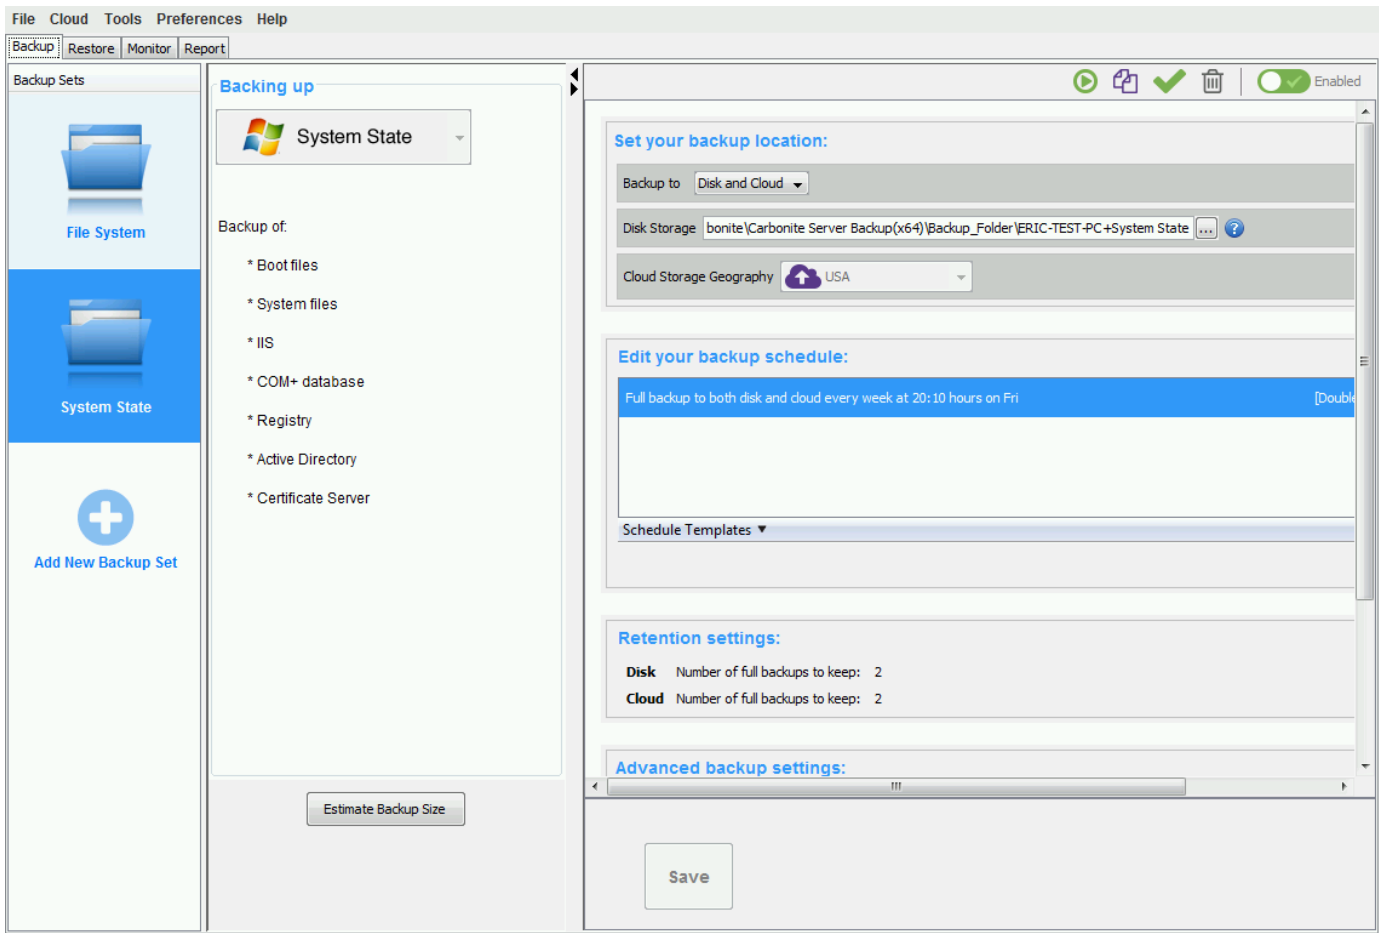 File Cloud Tools Preferences Help
Backup Restore Monitor Report
Backup Sets
File System
System State
Add New Backup Set
Backing up
System State
Backup of:
* Boot files
* System files
* IIS
* COM+ database
* Registry
* Active Directory
* Certificate Server
Estimate Backup Size
Enabled
Set your backup location:
Backup to Disk and Cloud
Disk Storage bonite\Carbonite Server Backup(x64)\Backup_Folder\ERIC-TEST-PC+System State ... ?
Cloud Storage Geography USA
Edit your backup schedule:
Full backup to both disk and cloud every week at 20:10 hours on Fri [Double
Schedule Templates ▼
Retention settings:
Disk Number of full backups to keep: 2
Cloud Number of full backups to keep: 2
Advanced backup settings:
Save